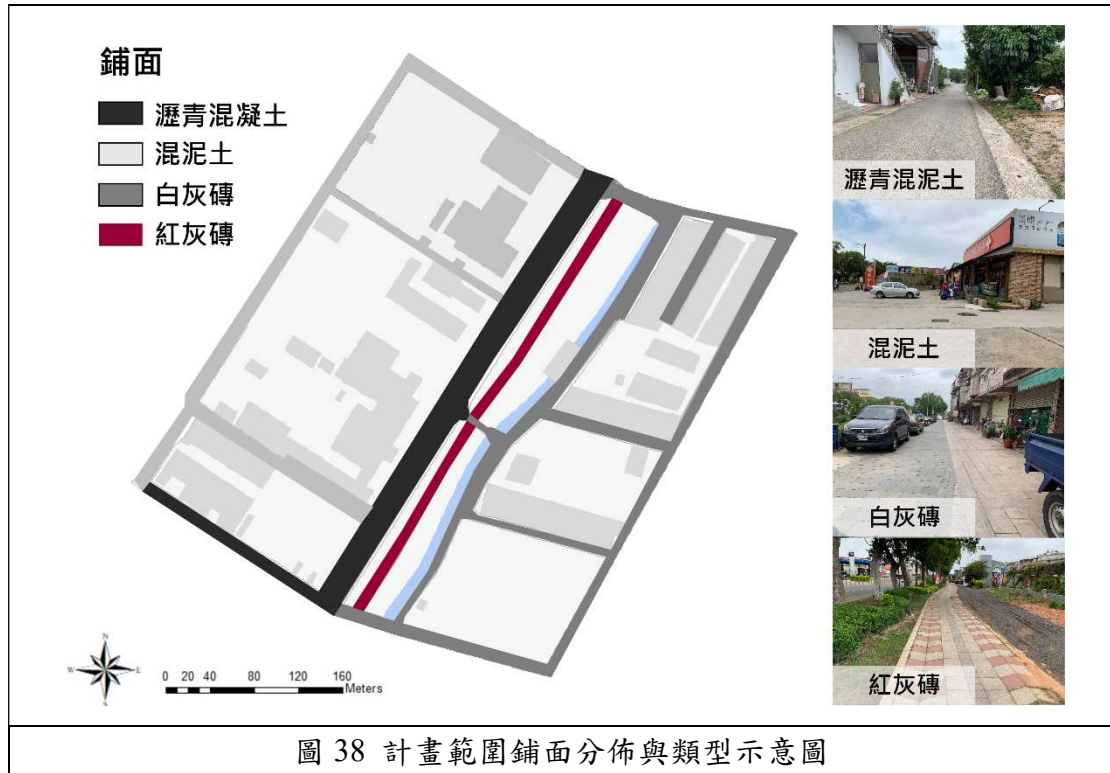 鋪面
瀝青混凝土
混泥土
白灰磚
紅灰磚
瀝青混泥土
混泥土
白灰磚
紅灰磚
N
W
E
S
0 20 40 80 120 160
Meters
圖 38 計畫範圍鋪面分佈與類型示意圖